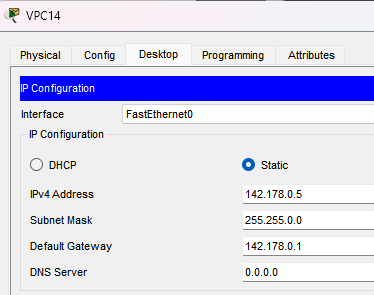 VPC14
Physical Config Desktop Programming Attributes
IP Configuration
Interface FastEthernet0
IP Configuration
DHCP Static
IPv4 Address 142.178.0.5
Subnet Mask 255.255.0.0
Default Gateway 142.178.0.1
DNS Server 0.0.0.0